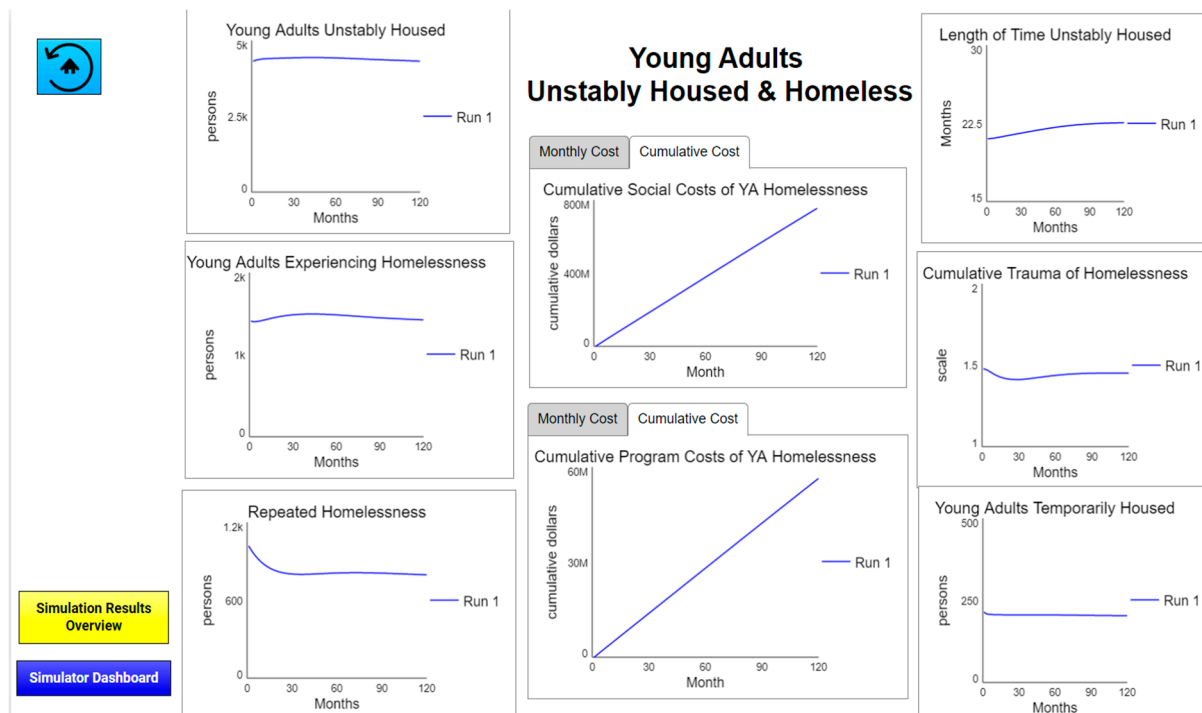 Young Adults Unstably Housed
5k
2.5k
0
persons
0 30 60 90 120
Months
Run 1
Young Adults Experiencing Homelessness
2k
1k
0
persons
0 30 60 90 120
Months
Run 1
Repeated Homelessness
1.2k
600
0
persons
0 30 60 90 120
Months
Run 1
Simulation Results
Overview
Simulator Dashboard
Young Adults
Unstably Housed & Homeless
Monthly Cost Cumulative Cost
Cumulative Social Costs of YA Homelessness
800M
400M
0
cumulative dollars
0 30 60 90 120
Month
Run 1
Monthly Cost Cumulative Cost
Cumulative Program Costs of YA Homelessness
60M
30M
0
cumulative dollars
0 30 60 90 120
Month
Run 1
Length of Time Unstably Housed
30
22.5
15
Months
0 30 60 90 120
Months
Run 1
Cumulative Trauma of Homelessness
2
1.5
1
scale
0 30 60 90 120
Months
Run 1
Young Adults Temporarily Housed
500
250
0
persons
0 30 60 90 120
Months
Run 1